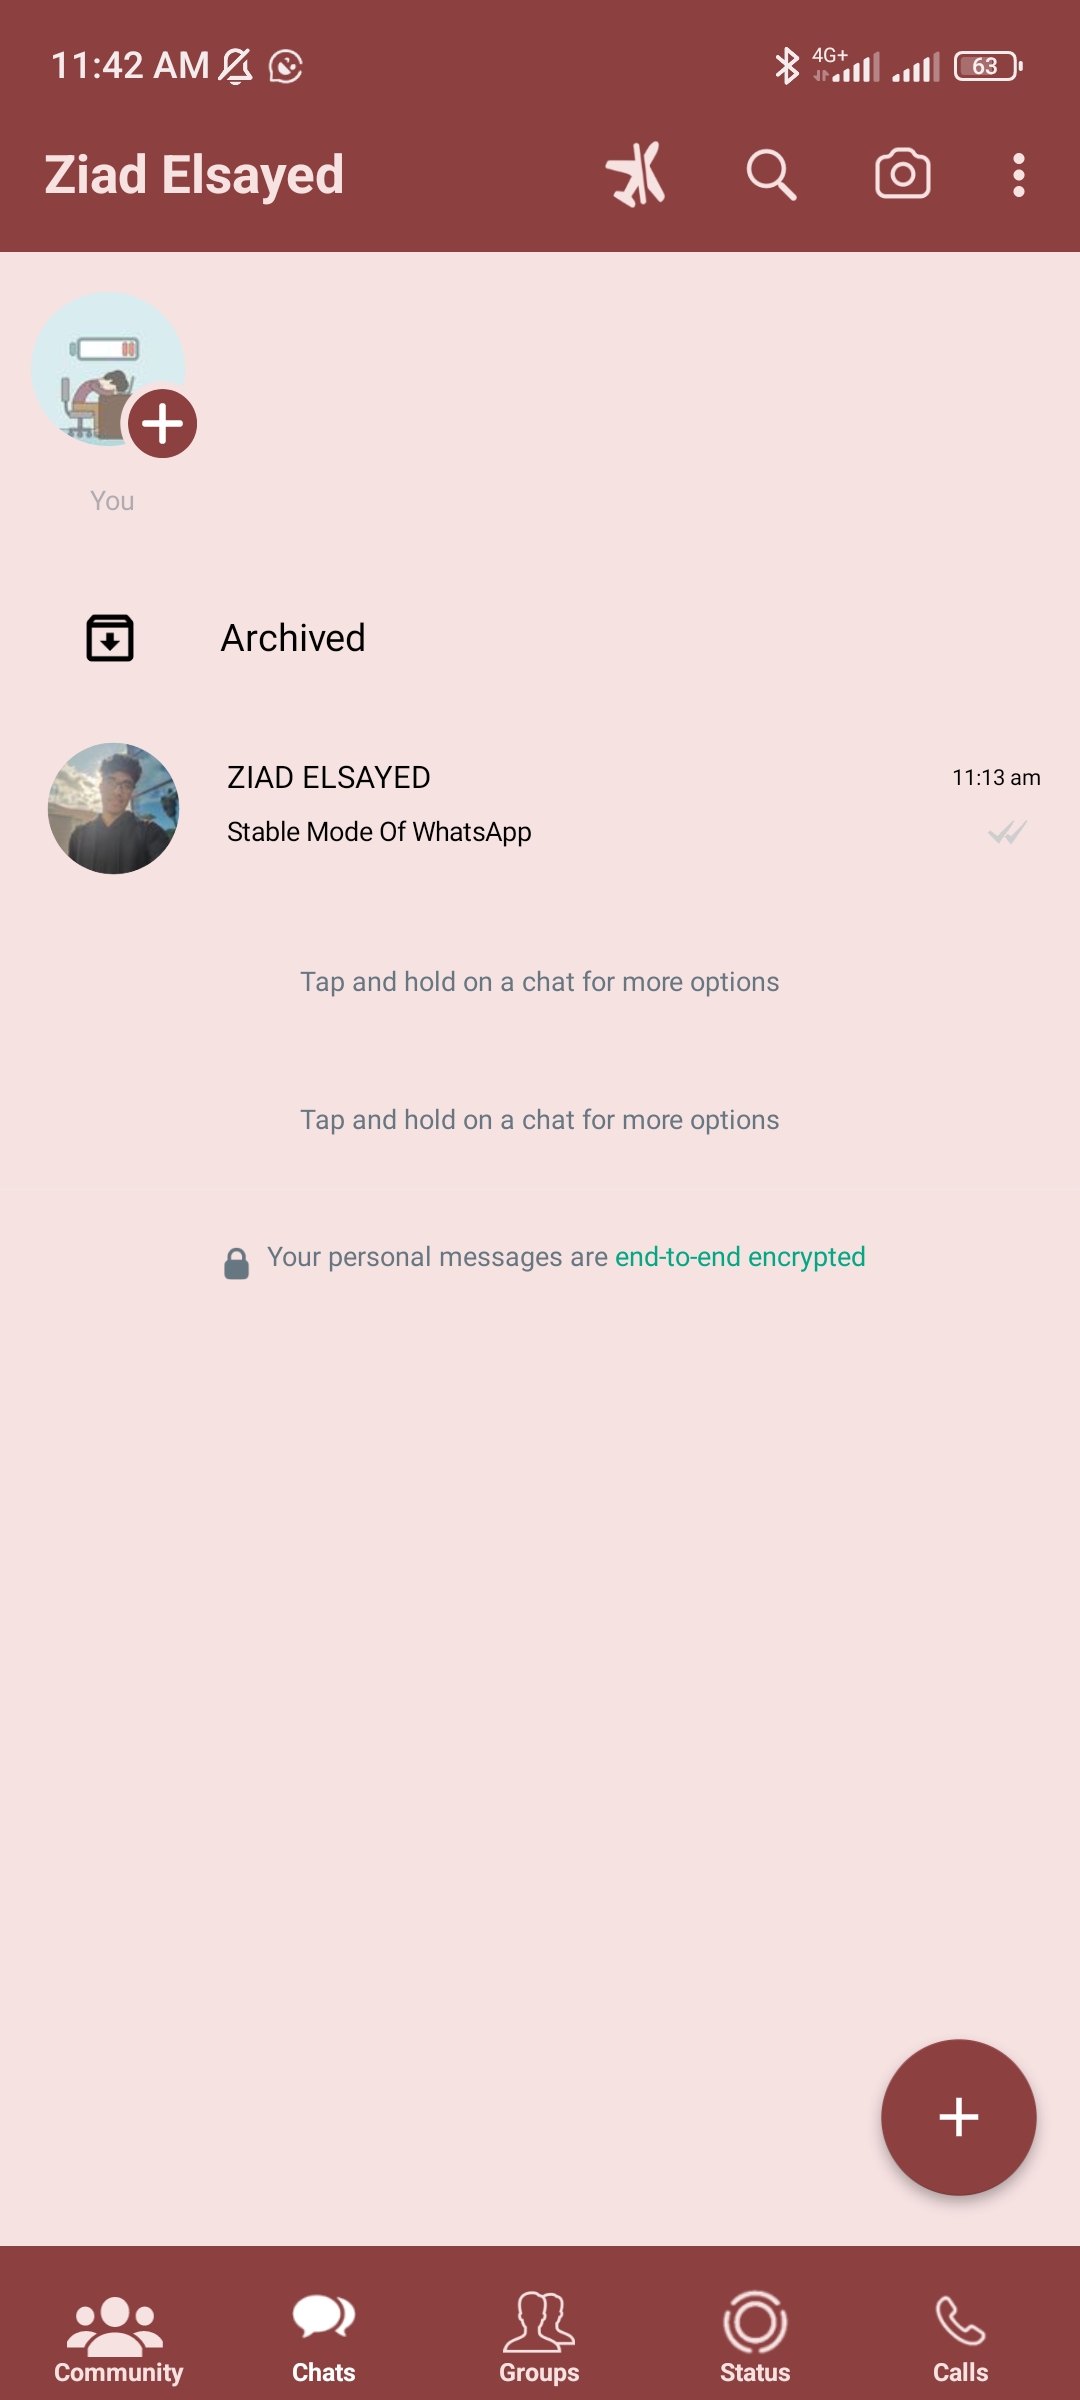 11:42 AM
4G+
63
Ziad Elsayed
You
Archived
ZIAD ELSAYED
11:13 am
Stable Mode Of WhatsApp
Tap and hold on a chat for more options
Tap and hold on a chat for more options
Your personal messages are end-to-end encrypted
Community Chats Groups Status Calls